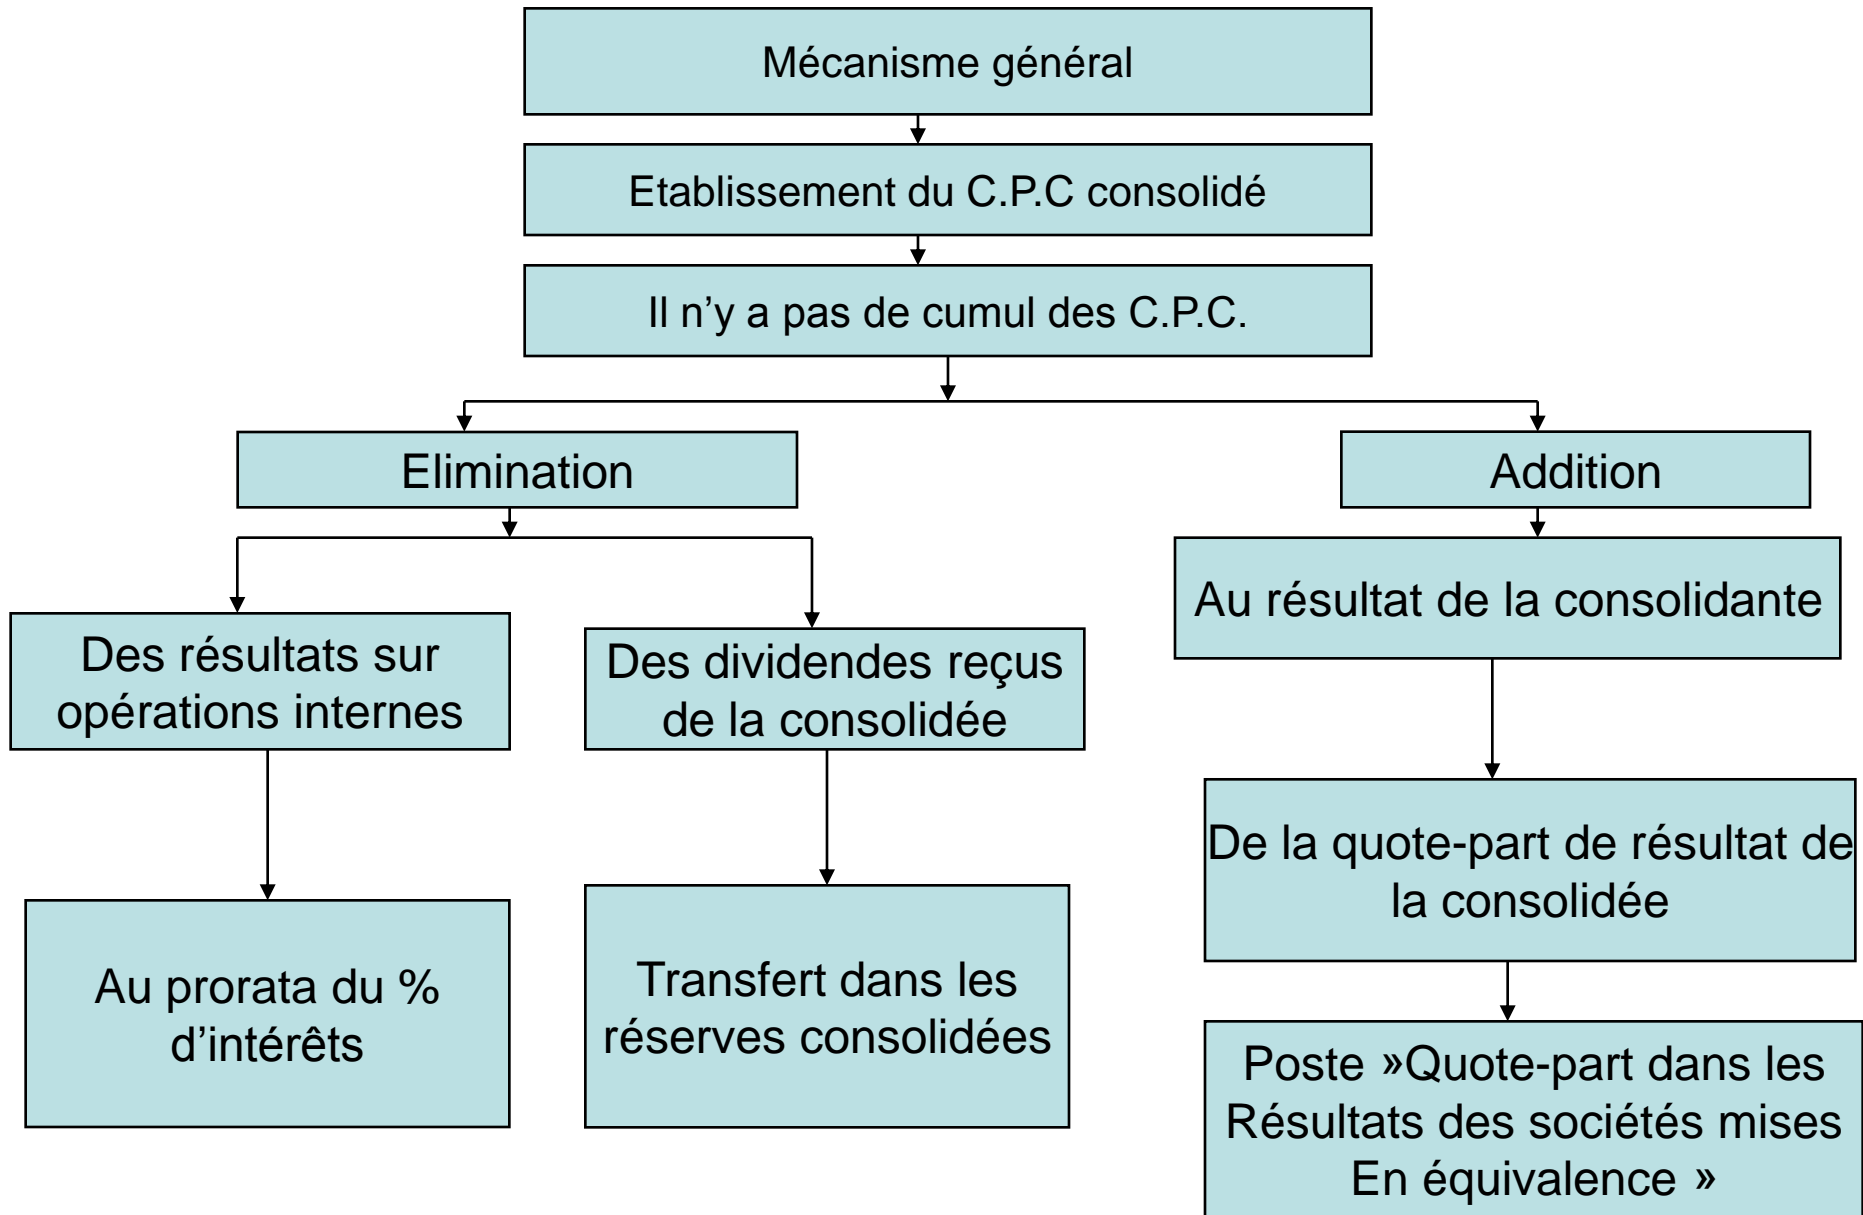 Mécanisme général
Etablissement du C.P.C consolidé
Il n’y a pas de cumul des C.P.C.
Elimination
Addition
Des résultats sur
opérations internes
Des dividendes reçus
de la consolidée
Au résultat de la consolidante
Au prorata du %
d’intérêts
Transfert dans les
réserves consolidées
De la quote-part de résultat de
la consolidée
Poste »Quote-part dans les
Résultats des sociétés mises
En équivalence »